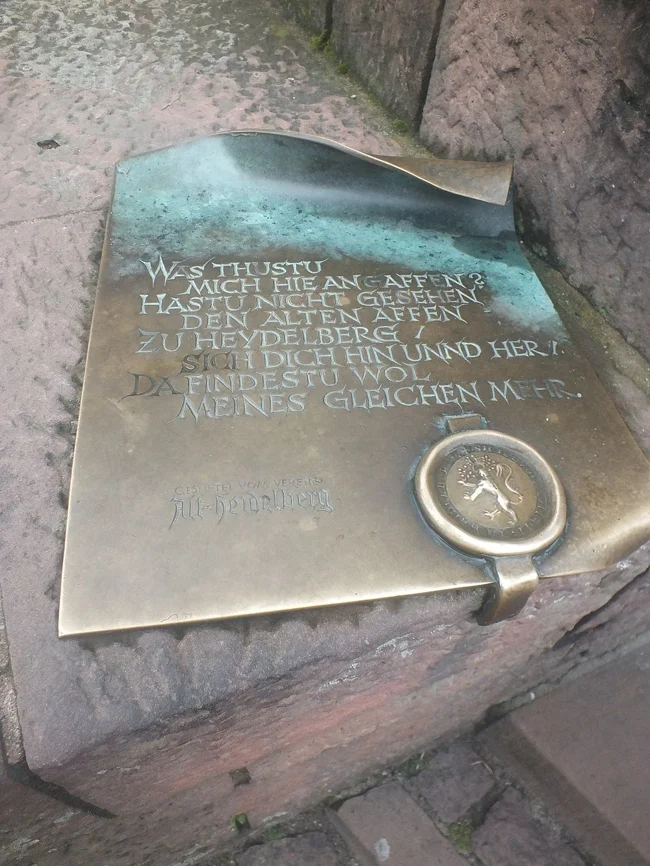 WAS THUSTU
MICH HIE ANGAFFEN?
HASTU NICHT GESEHEN
DEN ALTEN AFFEN
ZU HEYDELBERG /
SICH DICH HIN UNND HER /.
DA FINDESTU WOL
MEINES GLEICHEN MEHR.
GESTIFTET VOM VEREIN
Alt-Heidelberg